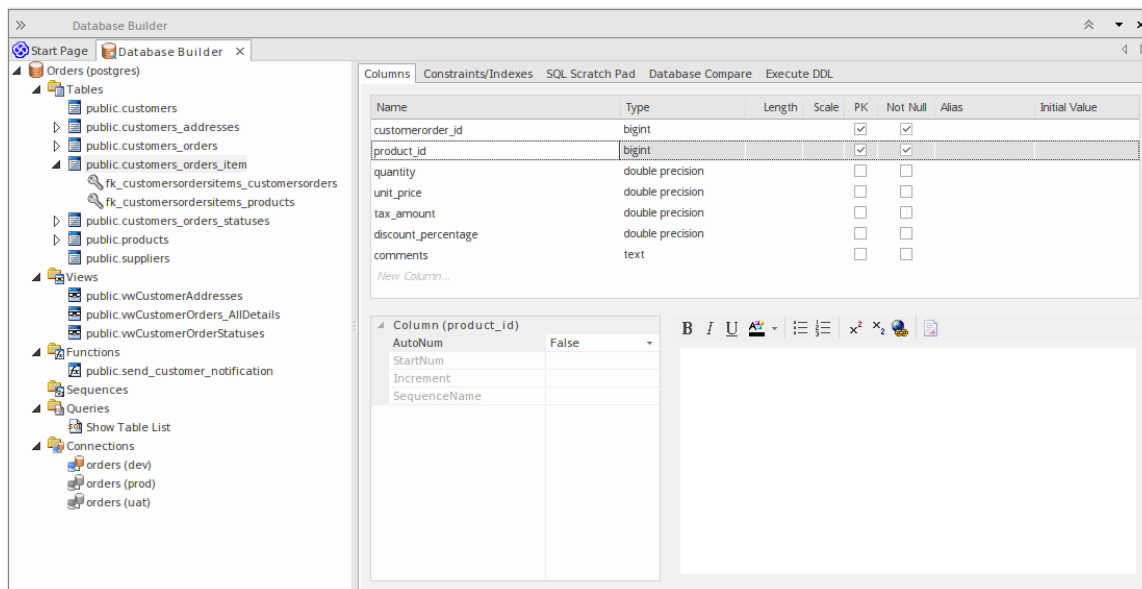 Database Builder
Start Page Database Builder
Orders (postgres)
Tables
public.customers
public.customers_addresses
public.customers_orders
public.customers_orders_item
fk_customersordersitems_customersorders
fk_customersordersitems_products
public.customers_orders_statuses
public.products
public.suppliers
Views
public.vwCustomerAddresses
public.vwCustomerOrders_AllDetails
public.vwCustomerOrderStatuses
Functions
public.send_customer_notification
Sequences
Queries
Show Table List
Connections
orders (dev)
orders (prod)
orders (uat)
Columns Constraints/Indexes SQL Scratch Pad Database Compare Execute DDL
Name Type Length Scale PK Not Null Alias Initial Value
customerorder_id bigint
product_id bigint
quantity double precision
unit_price double precision
tax_amount double precision
discount_percentage double precision
comments text
New Column...
Column (product_id)
AutoNum False
StartNum
Increment
SequenceName
B I U A x² x₂